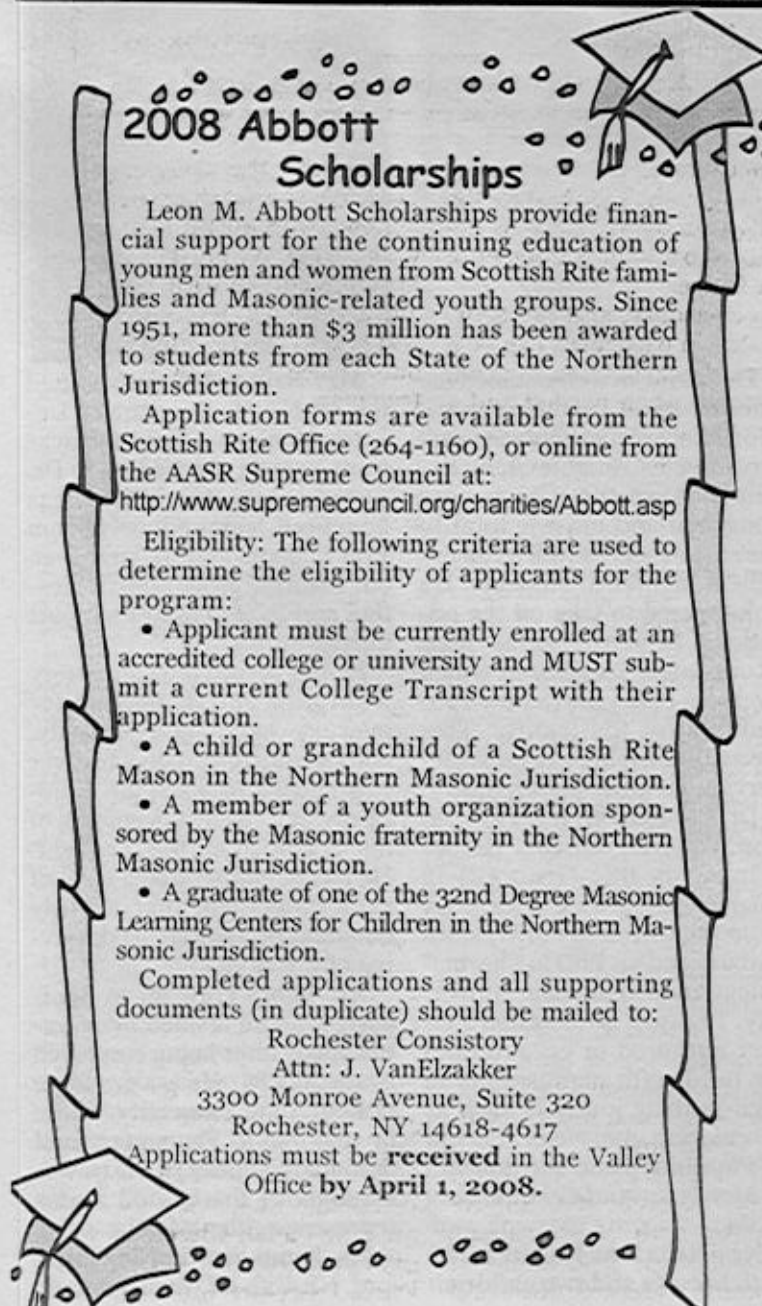 2008 Abbott
Scholarships
Leon M. Abbott Scholarships provide finan-
cial support for the continuing education of
young men and women from Scottish Rite fami-
lies and Masonic-related youth groups. Since
1951, more than $3 million has been awarded
to students from each State of the Northern
Jurisdiction.
Application forms are available from the
Scottish Rite Office (264-1160), or online from
the AASR Supreme Council at:
http://www.supremecouncil.org/charities/Abbott.asp
Eligibility: The following criteria are used to
determine the eligibility of applicants for the
program:
• Applicant must be currently enrolled at an
accredited college or university and MUST sub-
mit a current College Transcript with their
application.
• A child or grandchild of a Scottish Rite
Mason in the Northern Masonic Jurisdiction.
• A member of a youth organization spon-
sored by the Masonic fraternity in the Northern
Masonic Jurisdiction.
• A graduate of one of the 32nd Degree Masonic
Learning Centers for Children in the Northern Ma-
sonic Jurisdiction.
Completed applications and all supporting
documents (in duplicate) should be mailed to:
Rochester Consistory
Attn: J. VanElzakker
3300 Monroe Avenue, Suite 320
Rochester, NY 14618-4617
Applications must be received in the Valley
Office by April 1, 2008.